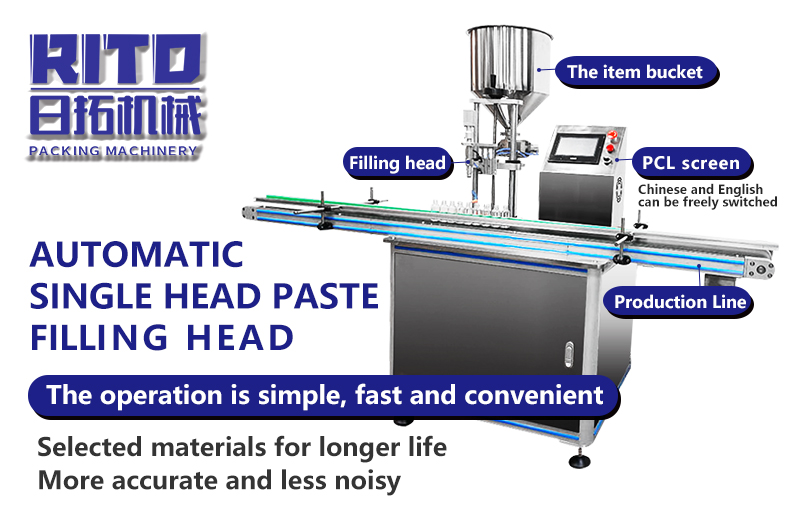 RITO
日拓机械
PACKING MACHINERY
The item bucket
Filling head
PCL screen
Chinese and English
can be freely switched
Production Line
AUTOMATIC
SINGLE HEAD PASTE
FILLING HEAD
The operation is simple, fast and convenient
Selected materials for longer life
More accurate and less noisy